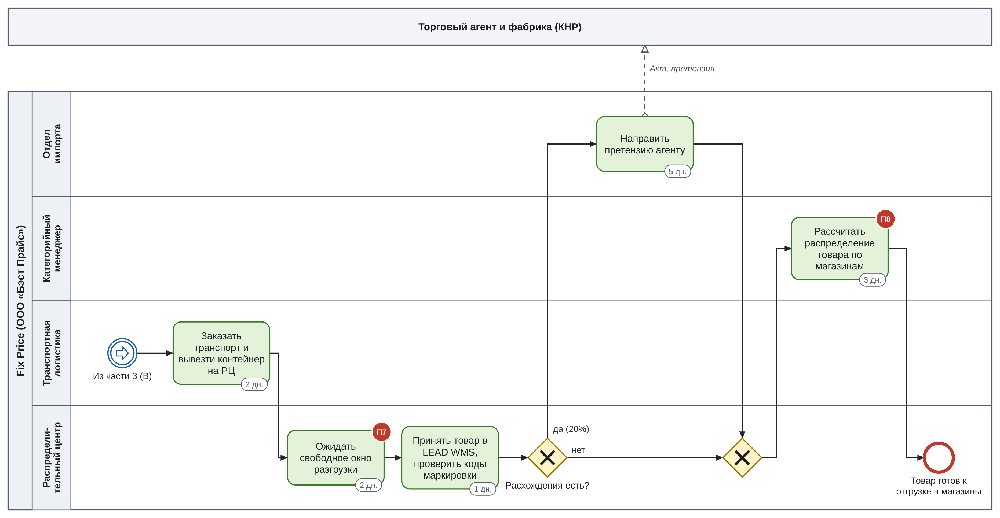 Торговый агент и фабрика (КНР)
Акт, претензия
Fix Price (ООО «Бэст Прайс»)
Отдел
импорта
Направить
претензию агенту
5 дн.
Категорийный
менеджер
П8
Рассчитать
распределение
товара по
магазинам
3 дн.
Транспортная
логистика
Из части 3 (В)
Заказать
транспорт и
вывезти контейнер
на РЦ
2 дн.
Распредели-
тельный центр
П7
Ожидать
свободное окно
разгрузки
2 дн.
Принять товар в
LEAD WMS,
проверить коды
маркировки
1 дн.
да (20%)
нет
Расхождения есть?
Товар готов к
отгрузке в магазины